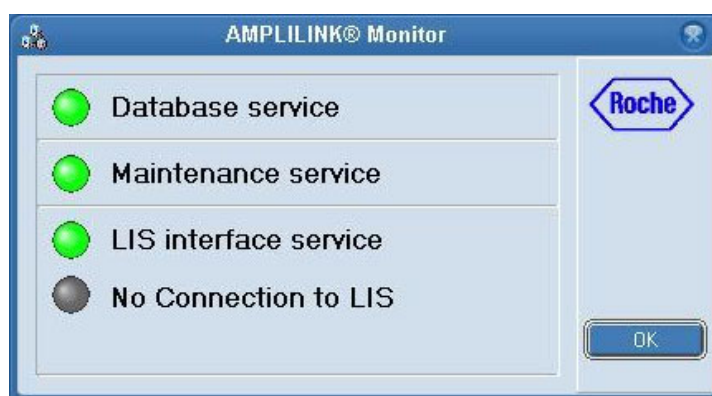 AMPLILINK® Monitor
Database service
Roche
Maintenance service
LIS interface service
No Connection to LIS
OK